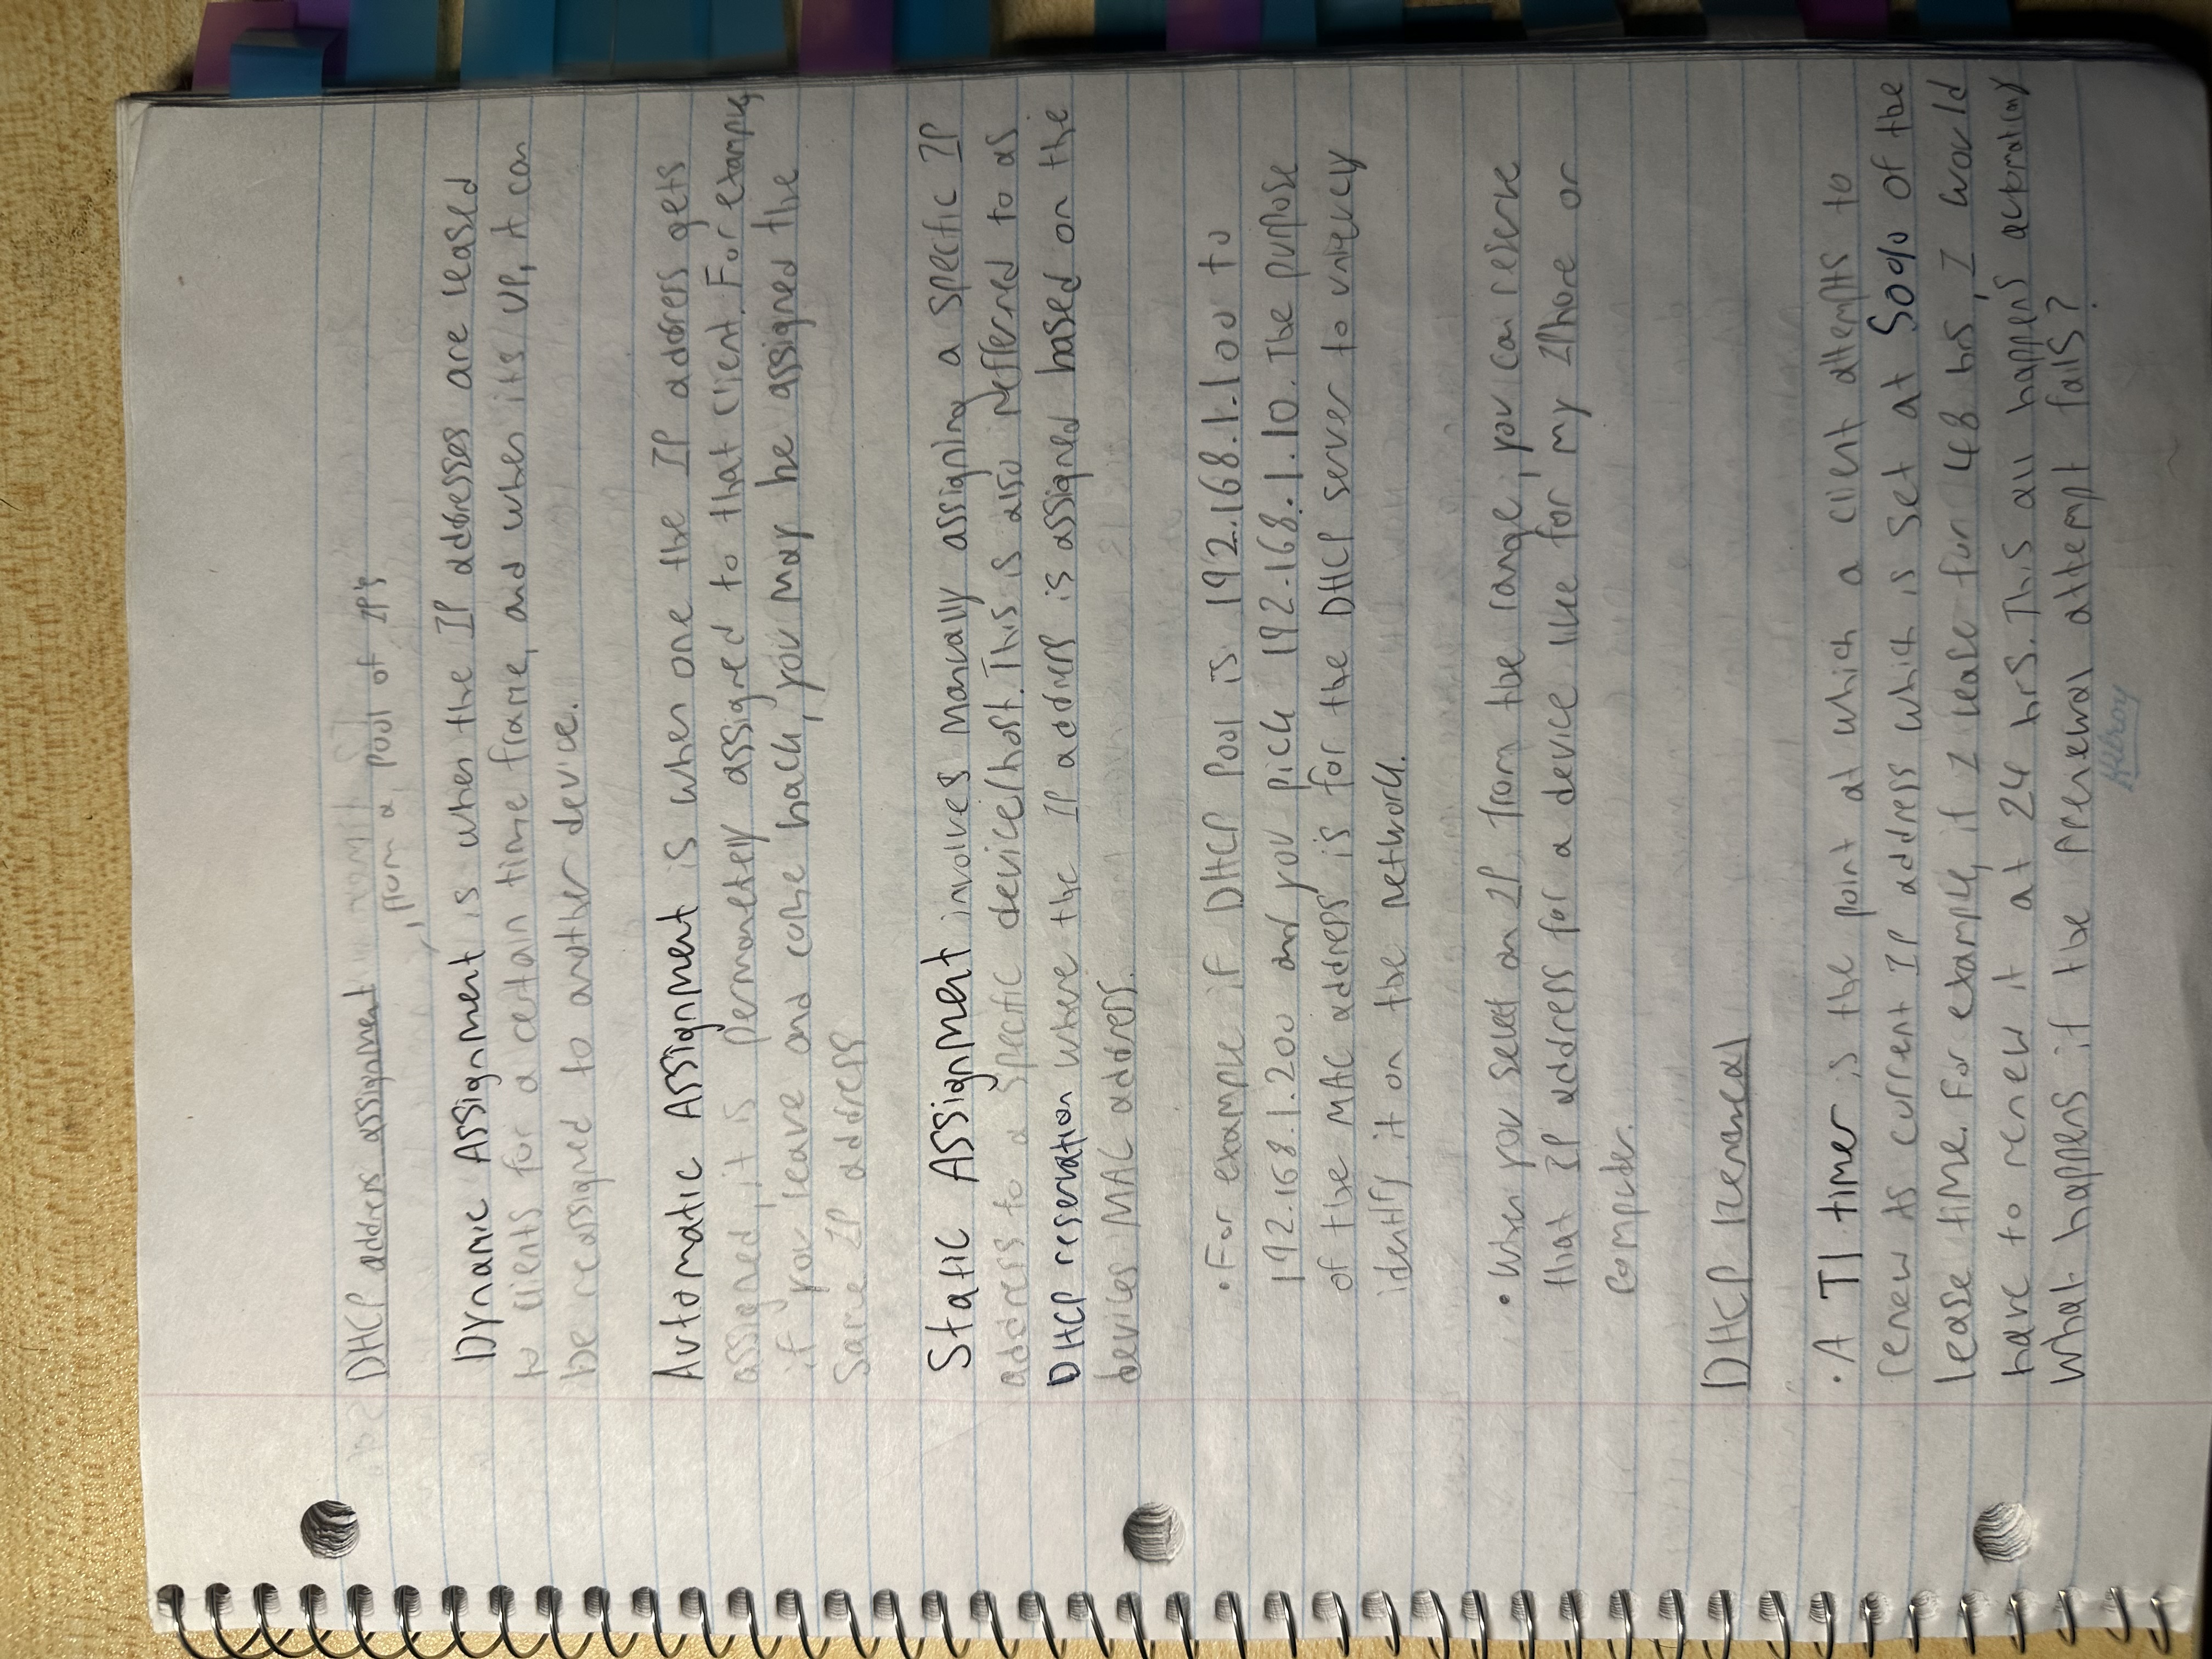 DHCP address assignment
, from a pool of IP's
Dynamic Assignment is when the IP addresses are leased
to clients for a certain time frame, and when its up, it can
be reassigned to another device.
Automatic Assignment is when one the IP address gets
assigned, it is permanetely assigned to that client. For example,
if you leave and come back, you may be assigned the
same IP address
Static Assignment involves manually assigning a specific IP
address to a specific device/host. This is also refferred to as
DHCP reservation where the IP address is assigned based on the
devices MAC address.
• For example if DHCP Pool is 192.168.1.100 to
192.168.1.200 and you pick 192.168.1.10. The purpose
of the MAC address is for the DHCP server to uniquely
identify it on the network.
• When you select an IP from the range, you can reserve
that IP address for a device like for my IPhone or
computer.
DHCP Renewal
• A T1 timer is the point at which a client attempts to
renew its current IP address which is set at 50% of the
lease time. For example, if I lease for 48 hrs, I would
have to renew it at 24 hrs. This all happens automatically
What happens if the renewal attempt fails?
Hilroy